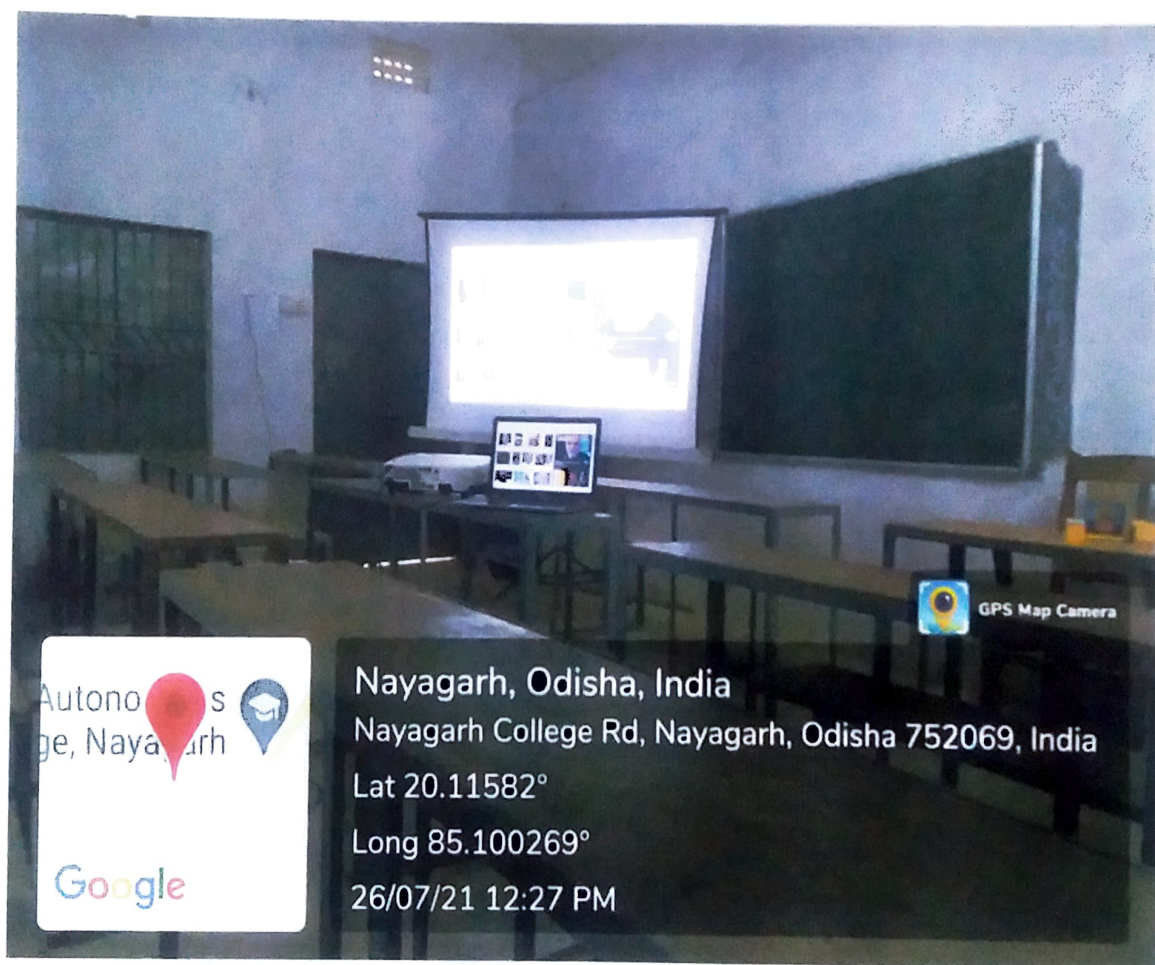 GPS Map Camera
Autono s
ge, Naya arh
Google
Nayagarh, Odisha, India
Nayagarh College Rd, Nayagarh, Odisha 752069, India
Lat 20.11582°
Long 85.100269°
26/07/21 12:27 PM